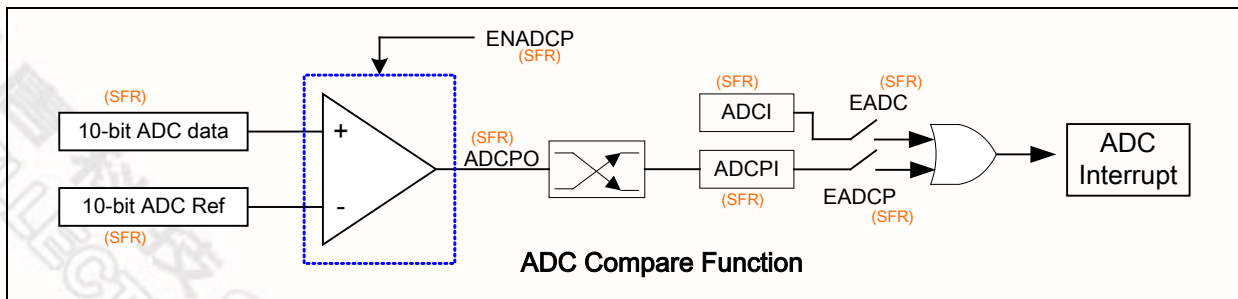 ENADCP
(SFR)
(SFR)
10-bit ADC data
+
10-bit ADC Ref
-
(SFR)
(SFR)
ADCPO
(SFR)
ADCI
(SFR)
EADC
ADCPI
(SFR)
EADCP
(SFR)
ADC
Interrupt
ADC Compare Function